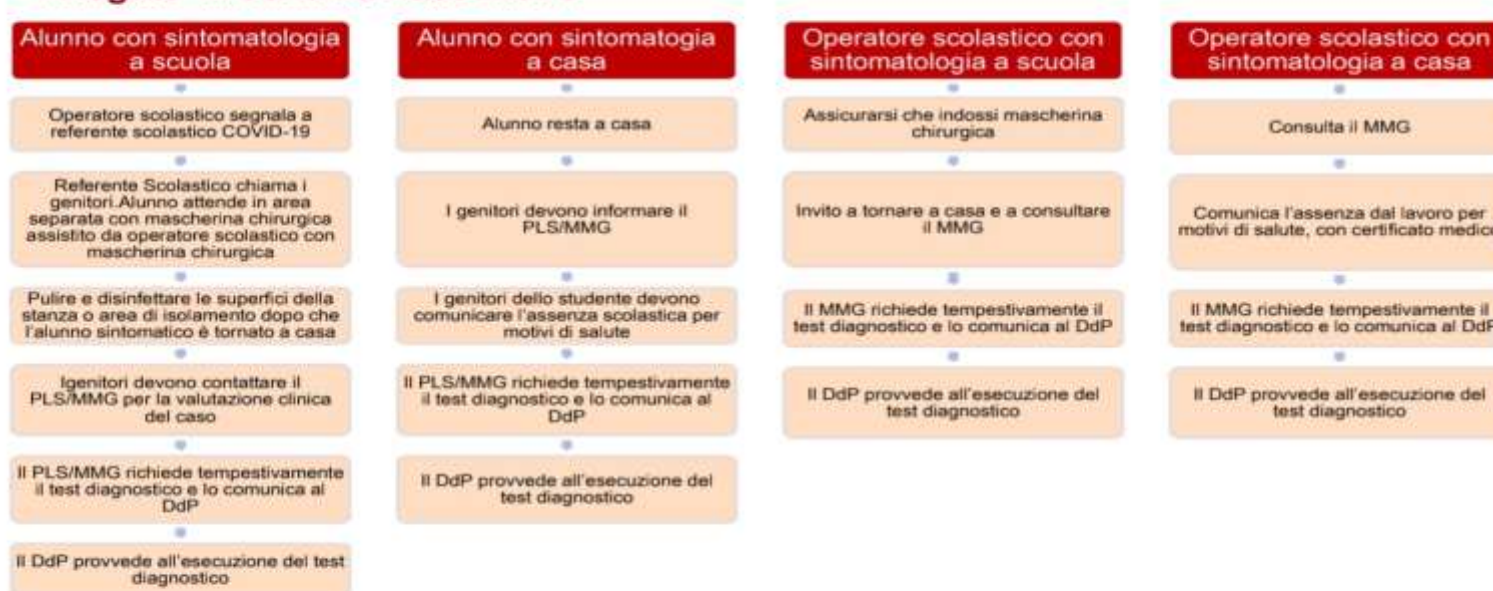 Alunno con sintomatologia
a scuola
Operatore scolastico segnala a
referente scolastico COVID-19
Referente Scolastico chiama i
genitori.Alunno attende in area
separata con mascherina chirurgica
assistito da operatore scolastico con
mascherina chirurgica
Pulire e disinfettare le superfici della
stanza o area di isolamento dopo che
l'alunno sintomatico è tornato a casa
Igenitori devono contattare il
PLS/MMG per la valutazione clinica
del caso
Il PLS/MMG richiede tempestivamente
il test diagnostico e lo comunica al
DdP
Il DdP provvede all'esecuzione del test
diagnostico
Alunno con sintomatogia
a casa
Alunno resta a casa
I genitori devono informare il
PLS/MMG
I genitori dello studente devono
comunicare l'assenza scolastica per
motivi di salute
Il PLS/MMG richiede tempestivamente
il test diagnostico e lo comunica al
DdP
Il DdP provvede all'esecuzione del
test diagnostico
Operatore scolastico con
sintomatologia a scuola
Assicurarsi che indossi mascherina
chirurgica
Invito a tornare a casa e a consultare
il MMG
Il MMG richiede tempestivamente il
test diagnostico e lo comunica al DdP
Il DdP provvede all'esecuzione del
test diagnostico
Operatore scolastico con
sintomatologia a casa
Consulta il MMG
Comunica l'assenza dal lavoro per
motivi di salute, con certificato medico
Il MMG richiede tempestivamente il
test diagnostico e lo comunica al DdP
Il DdP provvede all'esecuzione del
test diagnostico